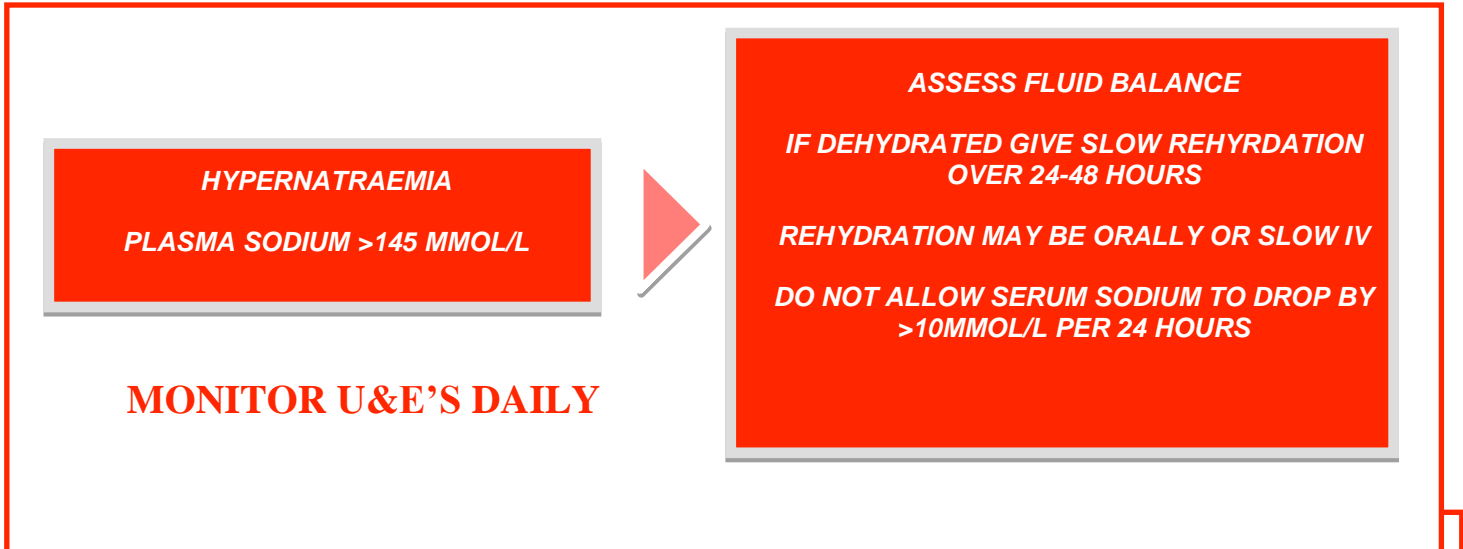 HYPERNATRAEMIA
PLASMA SODIUM >145 MMOL/L
MONITOR U&E’S DAILY
ASSESS FLUID BALANCE
IF DEHYDRATED GIVE SLOW REHYRDATION
OVER 24-48 HOURS
REHYDRATION MAY BE ORALLY OR SLOW IV
DO NOT ALLOW SERUM SODIUM TO DROP BY
>10MMOL/L PER 24 HOURS